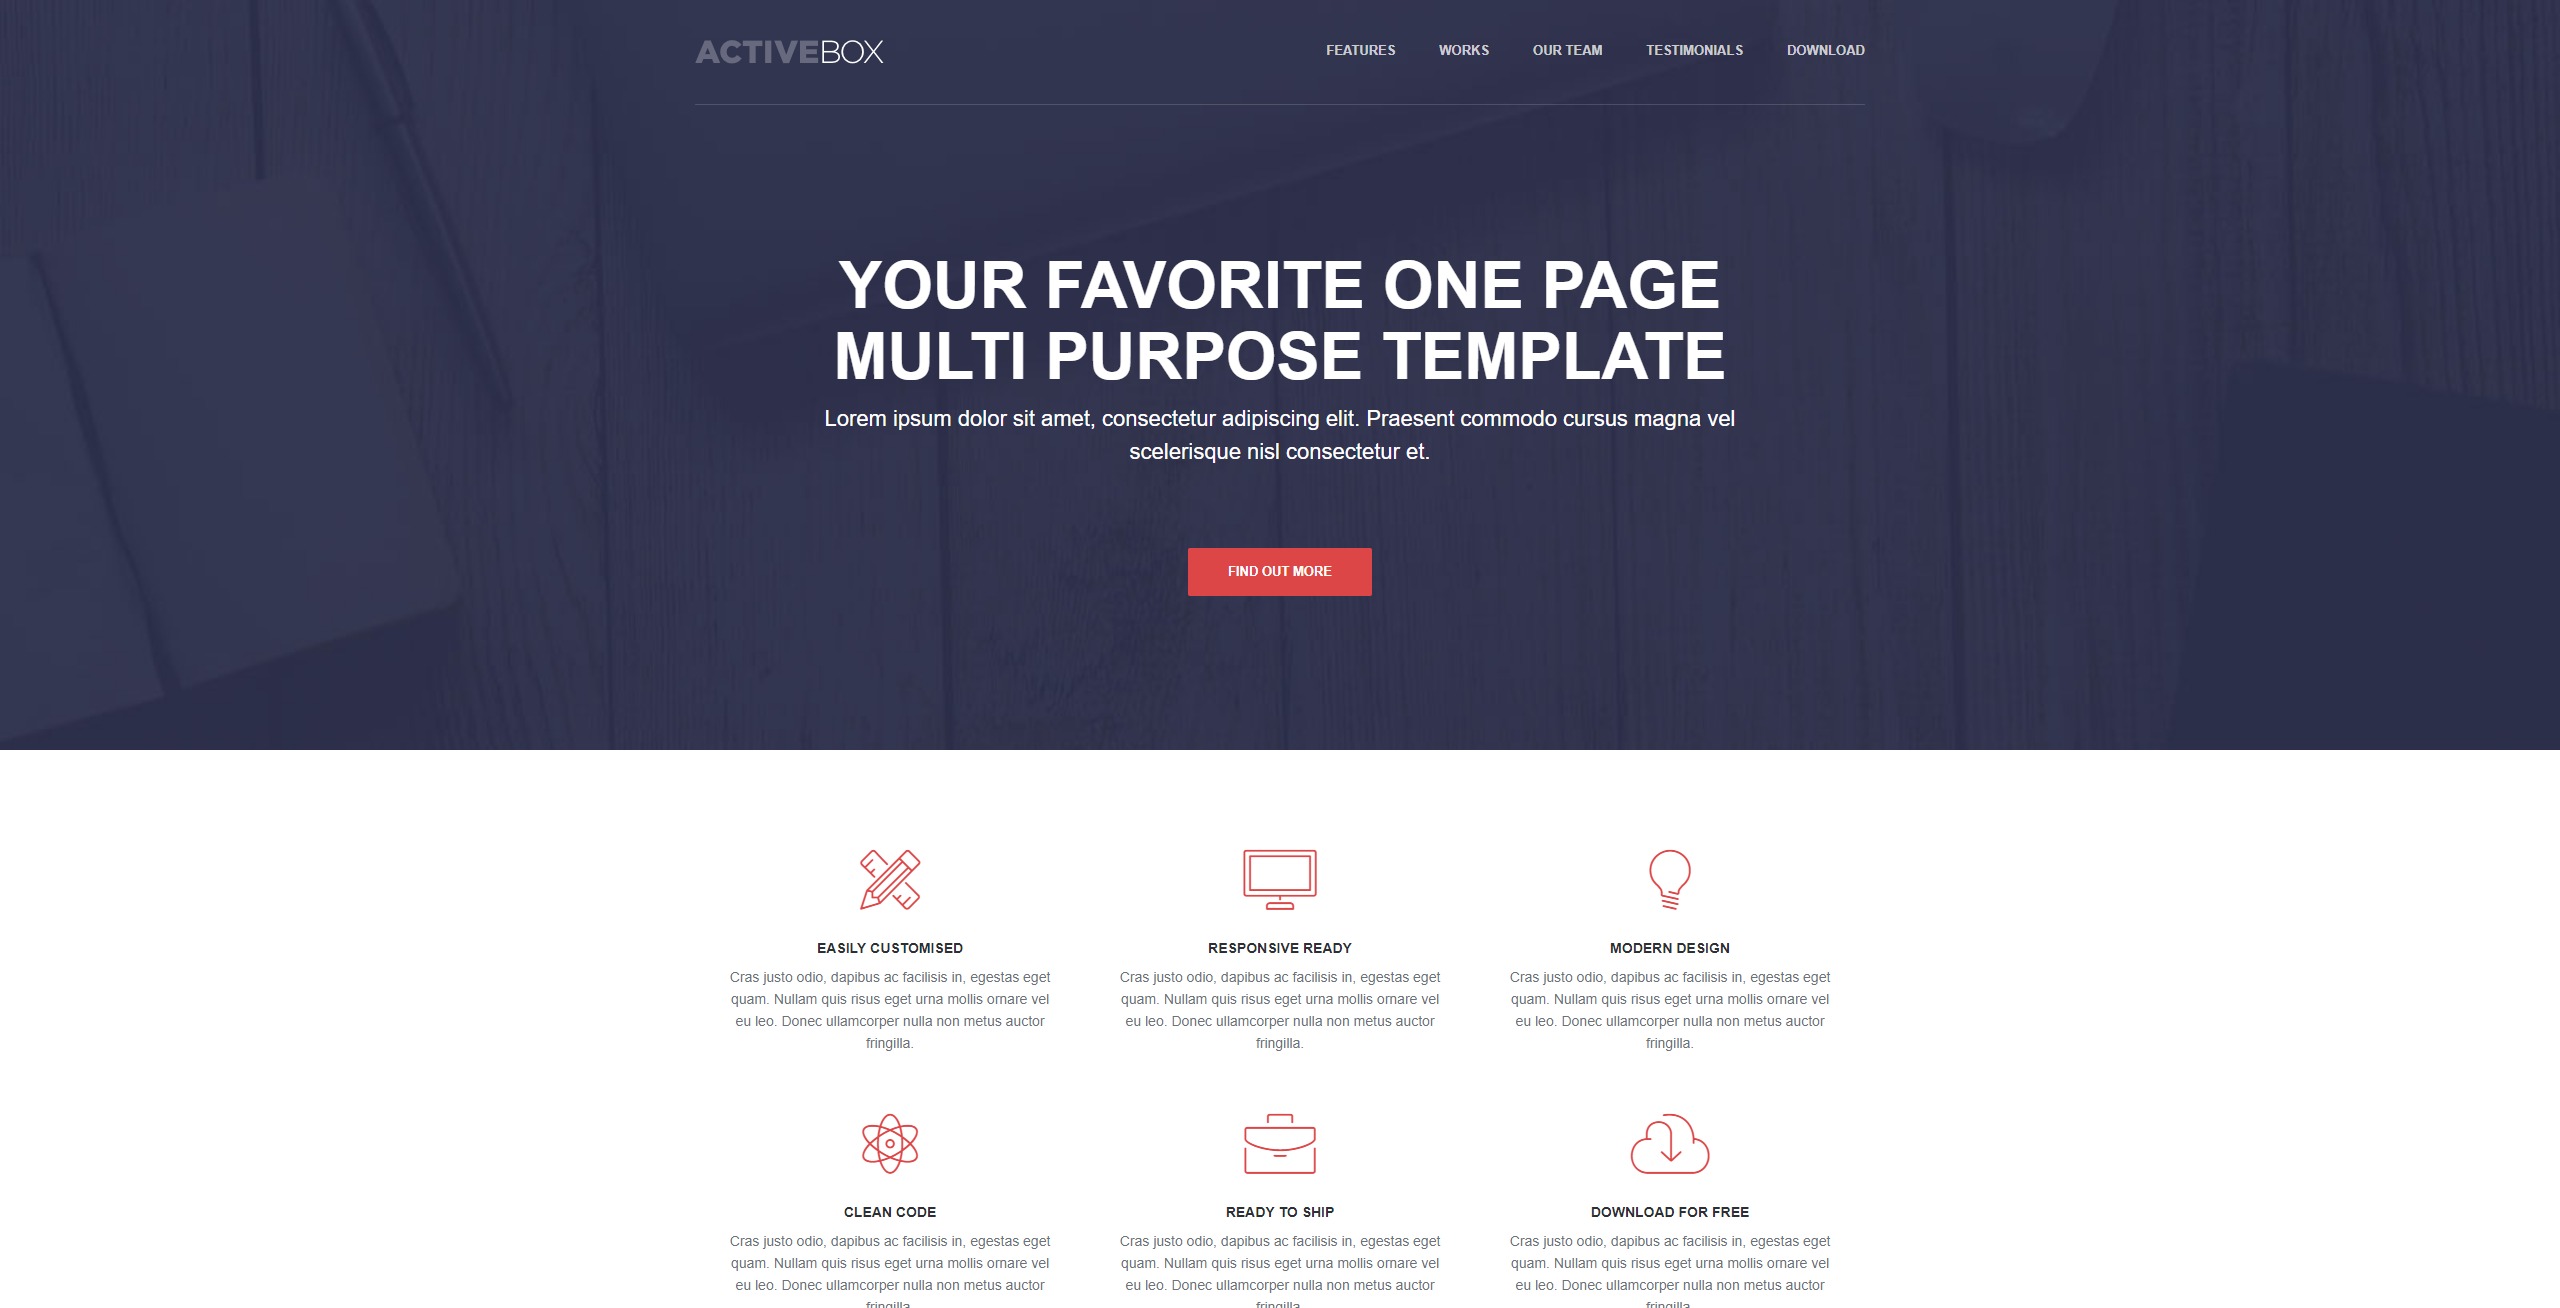 ACTIVEBOX
FEATURES WORKS OUR TEAM TESTIMONIALS DOWNLOAD
YOUR FAVORITE ONE PAGE
MULTI PURPOSE TEMPLATE
Lorem ipsum dolor sit amet, consectetur adipiscing elit. Praesent commodo cursus magna vel
scelerisque nisl consectetur et.
FIND OUT MORE
EASILY CUSTOMISED
Cras justo odio, dapibus ac facilisis in, egestas eget
quam. Nullam quis risus eget urna mollis ornare vel
eu leo. Donec ullamcorper nulla non metus auctor
fringilla.
RESPONSIVE READY
Cras justo odio, dapibus ac facilisis in, egestas eget
quam. Nullam quis risus eget urna mollis ornare vel
eu leo. Donec ullamcorper nulla non metus auctor
fringilla.
MODERN DESIGN
Cras justo odio, dapibus ac facilisis in, egestas eget
quam. Nullam quis risus eget urna mollis ornare vel
eu leo. Donec ullamcorper nulla non metus auctor
fringilla.
CLEAN CODE
Cras justo odio, dapibus ac facilisis in, egestas eget
quam. Nullam quis risus eget urna mollis ornare vel
eu leo. Donec ullamcorper nulla non metus auctor
fringilla.
READY TO SHIP
Cras justo odio, dapibus ac facilisis in, egestas eget
quam. Nullam quis risus eget urna mollis ornare vel
eu leo. Donec ullamcorper nulla non metus auctor
fringilla.
DOWNLOAD FOR FREE
Cras justo odio, dapibus ac facilisis in, egestas eget
quam. Nullam quis risus eget urna mollis ornare vel
eu leo. Donec ullamcorper nulla non metus auctor
fringilla.